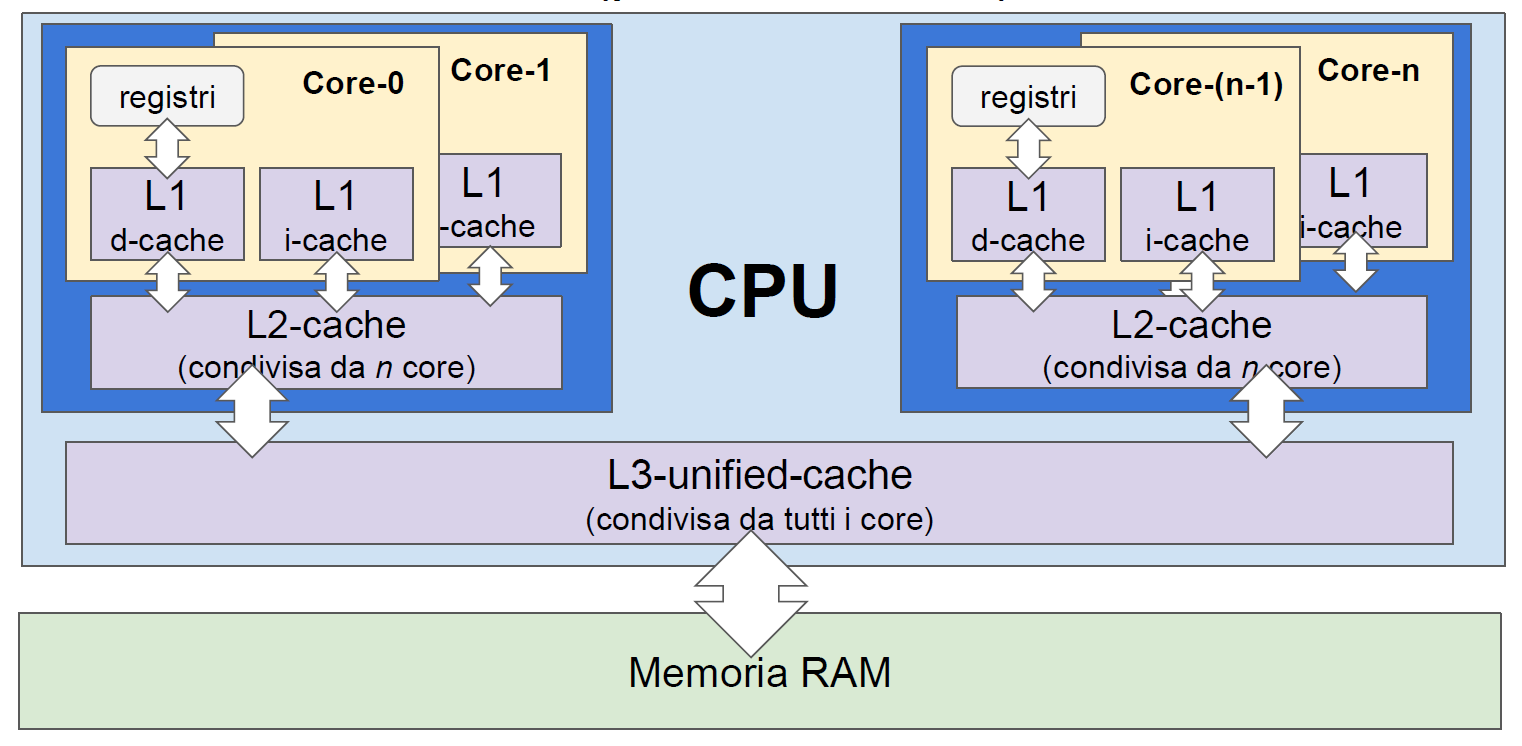 Core-0
Core-1
registri
L1
d-cache
L1
i-cache
L1
-cache
L2-cache
(condivisa da n core)
CPU
Core-(n-1)
Core-n
registri
L1
d-cache
L1
i-cache
L1
i-cache
L2-cache
(condivisa da n core)
L3-unified-cache
(condivisa da tutti i core)
Memoria RAM